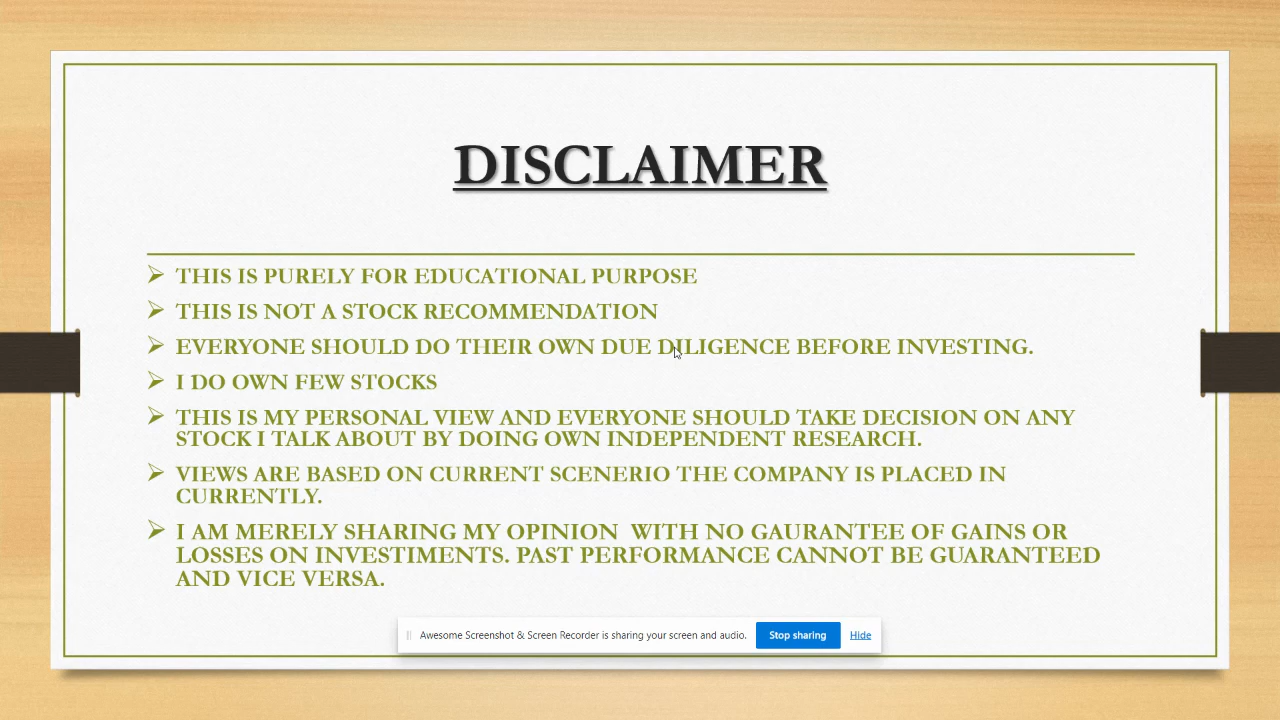 DISCLAIMER
THIS IS PURELY FOR EDUCATIONAL PURPOSE
THIS IS NOT A STOCK RECOMMENDATION
EVERYONE SHOULD DO THEIR OWN DUE DILIGENCE BEFORE INVESTING.
I DO OWN FEW STOCKS
THIS IS MY PERSONAL VIEW AND EVERYONE SHOULD TAKE DECISION ON ANY
STOCK I TALK ABOUT BY DOING OWN INDEPENDENT RESEARCH.
VIEWS ARE BASED ON CURRENT SCENERIO THE COMPANY IS PLACED IN
CURRENTLY.
I AM MERELY SHARING MY OPINION  WITH NO GAURANTEE OF GAINS OR
LOSSES ON INVESTIMENTS. PAST PERFORMANCE CANNOT BE GUARANTEED
AND VICE VERSA.
Awesome Screenshot & Screen Recorder is sharing your screen and audio. Stop sharing Hide